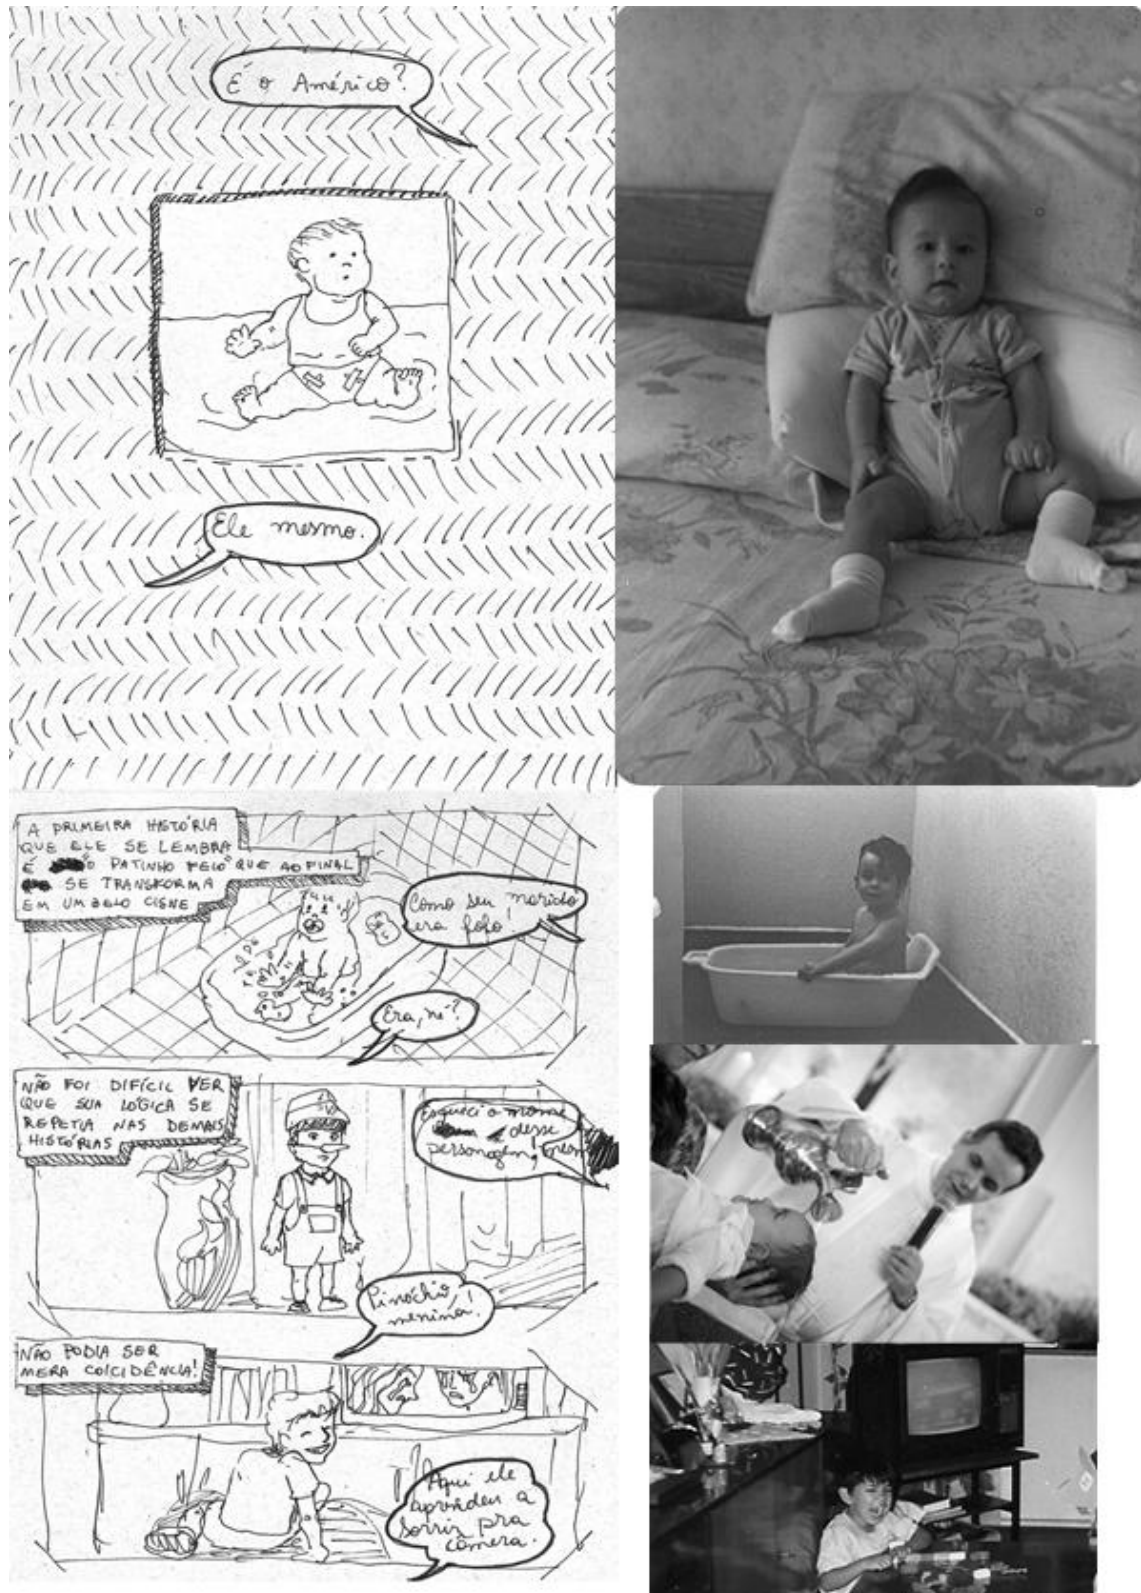 É o Américo?
Ele mesmo.
A PRIMEIRA HISTÓRIA
QUE ELE SE LEMBRA
É "O PATINHO FEIO" QUE AO FINAL
SE TRANSFORMA
EM UM BELO CISNE
Como seu marido
era fofo!
Era, né?
NÃO FOI DIFÍCIL VER
QUE SUA LÓGICA SE
REPETIA NAS DEMAIS
HISTÓRIAS
Esqueci o nome
desse
personagem!
Pinóchio,
menina!
NÃO PODIA SER
MERA COICIDÊNCIA!
Aqui ele
aprendeu a
sorrir pra
câmera.